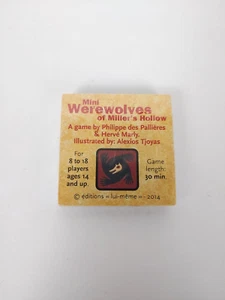 Mini
Werewolves
of Miller's Hollow
A game by Philippe des Pallières
& Hervé Marly.
Illustrated by: Alexios Tjoyas
For
8 to 18
players
ages 14
and up
Game
length:
30 min.
© editions «lui-même» - 2014